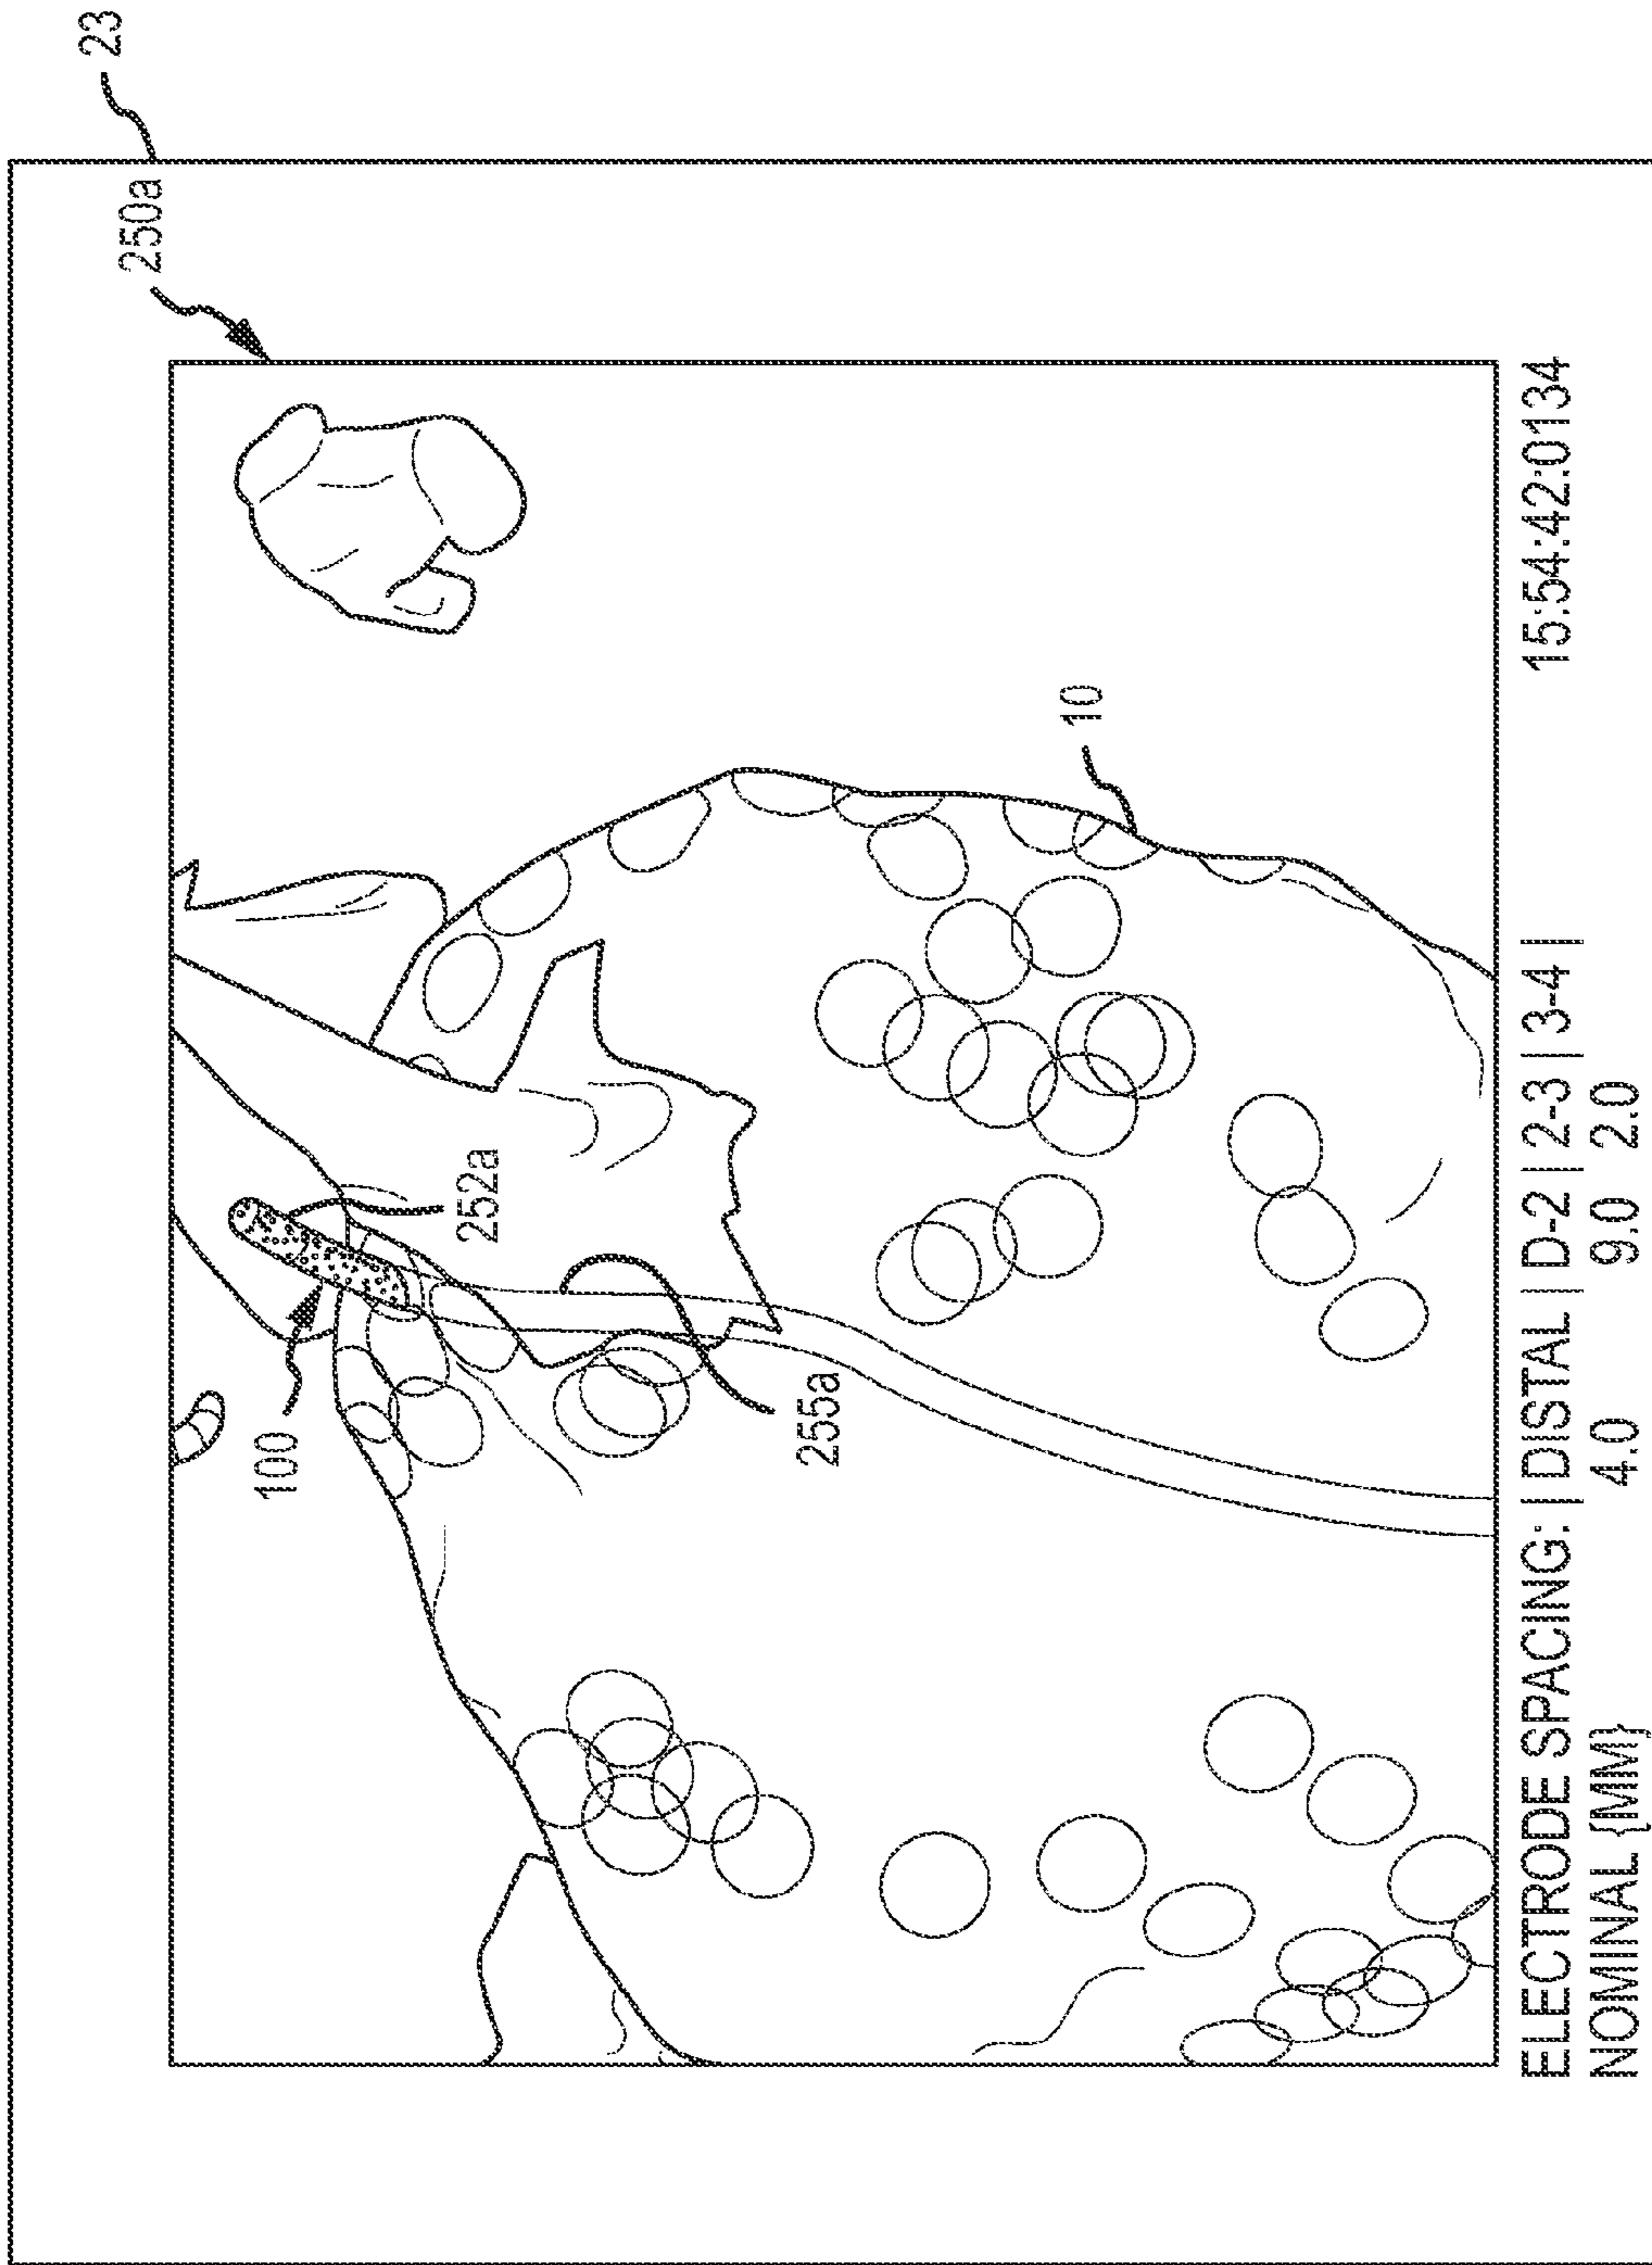 23
250a
10
252a
100
255a
15:54:42:0134
ELECTRODE SPACING: | DISTAL | D-2 | 2-3 | 3-4 |
NOMINAL {MM} 4.0 9.0 2.0